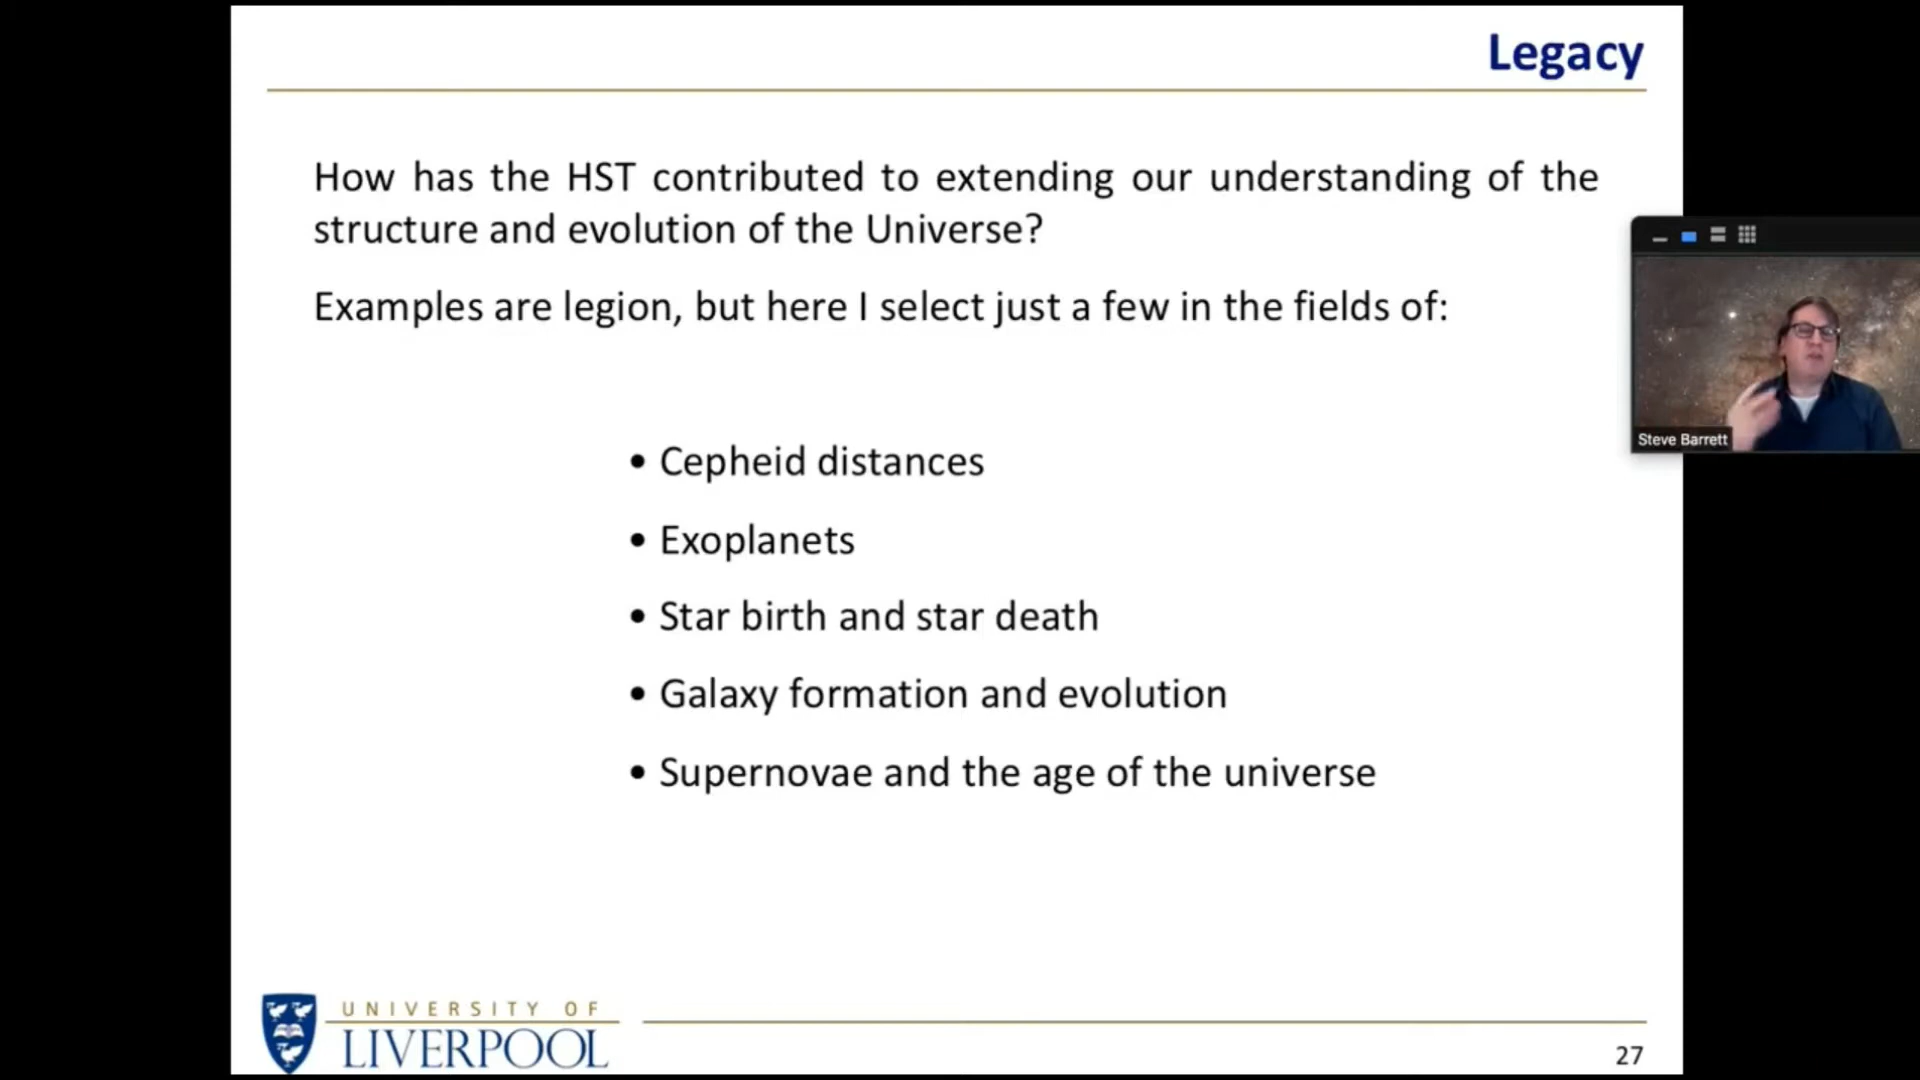 Legacy
How has the HST contributed to extending our understanding of the
structure and evolution of the Universe?
Examples are legion, but here I select just a few in the fields of:
• Cepheid distances
• Exoplanets
• Star birth and star death
• Galaxy formation and evolution
• Supernovae and the age of the universe
Steve Barrett
UNIVERSITY OF
LIVERPOOL
27